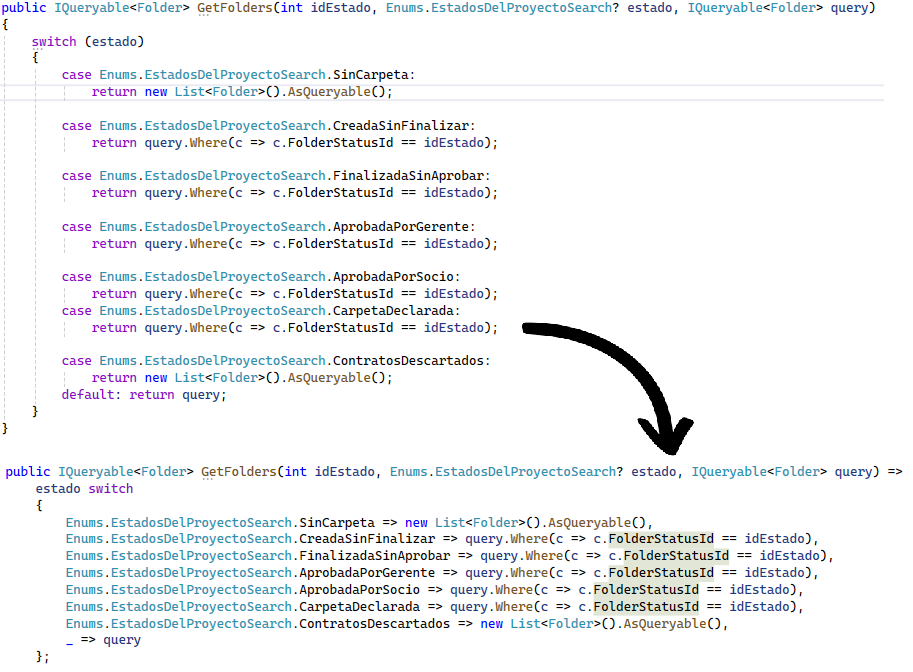 public IQueryable<Folder> GetFolders(int idEstado, Enums.EstadosDelProyectoSearch? estado, IQueryable<Folder> query)
{
    switch (estado)
    {
        case Enums.EstadosDelProyectoSearch.SinCarpeta:
            return new List<Folder>().AsQueryable();
        case Enums.EstadosDelProyectoSearch.CreadaSinFinalizar:
            return query.Where(c => c.FolderStatusId == idEstado);
        case Enums.EstadosDelProyectoSearch.FinalizadaSinAprobar:
            return query.Where(c => c.FolderStatusId == idEstado);
        case Enums.EstadosDelProyectoSearch.AprobadaPorGerente:
            return query.Where(c => c.FolderStatusId == idEstado);
        case Enums.EstadosDelProyectoSearch.AprobadaPorSocio:
            return query.Where(c => c.FolderStatusId == idEstado);
        case Enums.EstadosDelProyectoSearch.CarpetaDeclarada:
            return query.Where(c => c.FolderStatusId == idEstado);
        case Enums.EstadosDelProyectoSearch.ContratosDescartados:
            return new List<Folder>().AsQueryable();
        default: return query;
    }
}
public IQueryable<Folder> GetFolders(int idEstado, Enums.EstadosDelProyectoSearch? estado, IQueryable<Folder> query) =>
    estado switch
    {
        Enums.EstadosDelProyectoSearch.SinCarpeta => new List<Folder>().AsQueryable(),
        Enums.EstadosDelProyectoSearch.CreadaSinFinalizar => query.Where(c => c.FolderStatusId == idEstado),
        Enums.EstadosDelProyectoSearch.FinalizadaSinAprobar => query.Where(c => c.FolderStatusId == idEstado),
        Enums.EstadosDelProyectoSearch.AprobadaPorGerente => query.Where(c => c.FolderStatusId == idEstado),
        Enums.EstadosDelProyectoSearch.AprobadaPorSocio => query.Where(c => c.FolderStatusId == idEstado),
        Enums.EstadosDelProyectoSearch.CarpetaDeclarada => query.Where(c => c.FolderStatusId == idEstado),
        Enums.EstadosDelProyectoSearch.ContratosDescartados => new List<Folder>().AsQueryable(),
        _ => query
    };